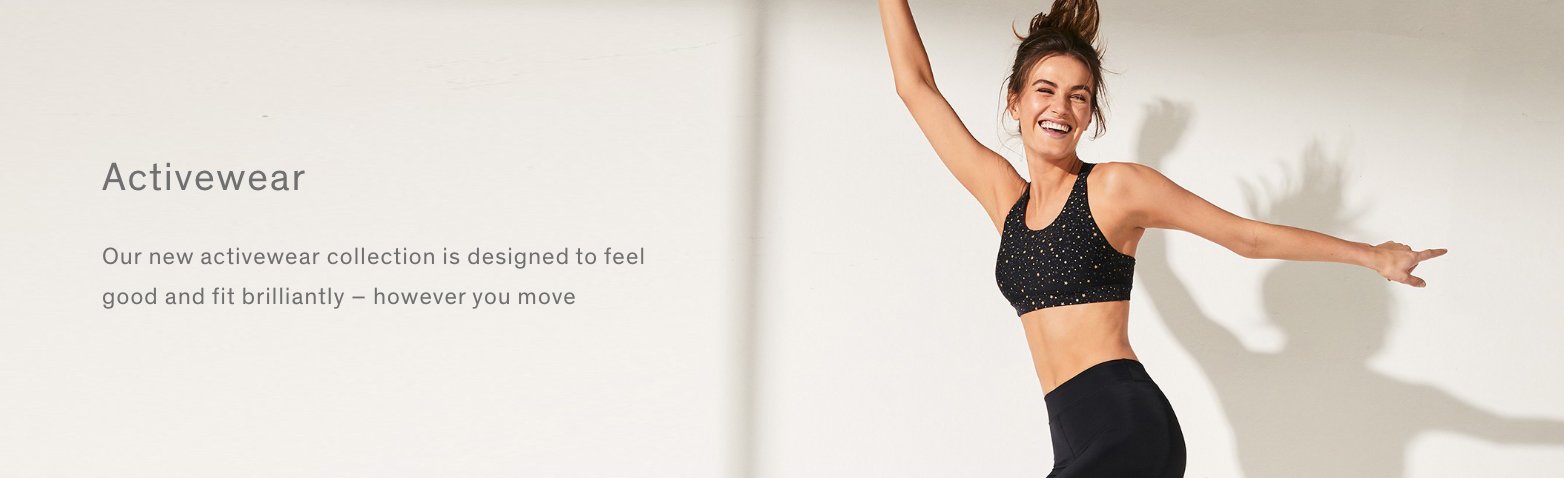 Activewear
Our new activewear collection is designed to feel
good and fit brilliantly – however you move